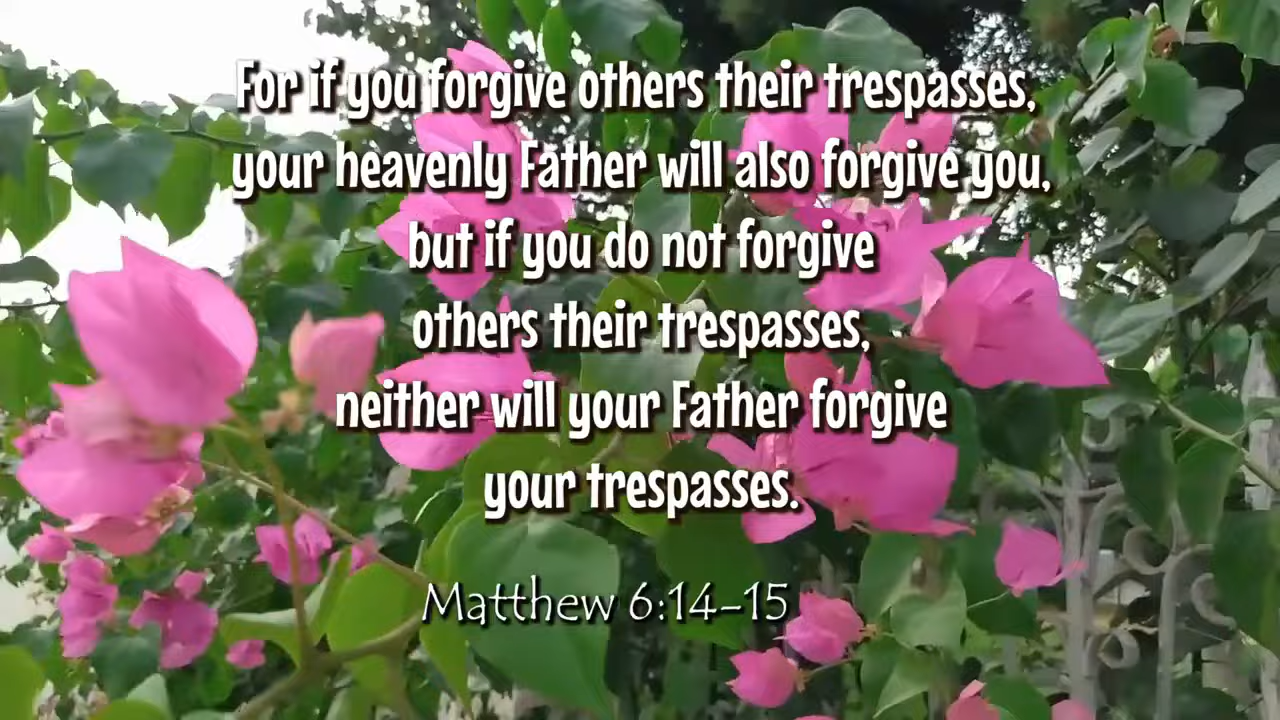 For if you forgive others their trespasses,
your heavenly Father will also forgive you,
but if you do not forgive
others their trespasses,
neither will your Father forgive
your trespasses.
Matthew 6:14-15